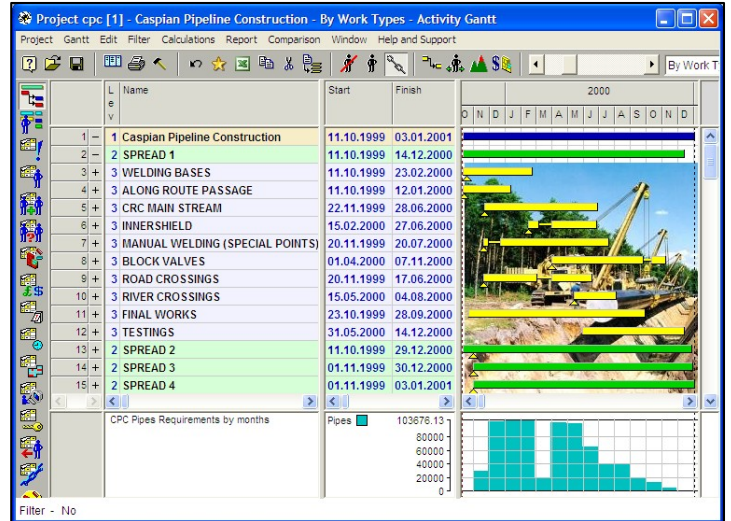 Project cpc [1] - Caspian Pipeline Construction - By Work Types - Activity Gantt
Project Gantt Edit Filter Calculations Report Comparison Window Help and Support
By Work T
Lev Name Start Finish 2000
O N D J F M A M J J A S O N D
1 - 1 Caspian Pipeline Construction 11.10.1999 03.01.2001
2 - 2 SPREAD 1 11.10.1999 14.12.2000
3 + 3 WELDING BASES 11.10.1999 23.02.2000
4 + 3 ALONG ROUTE PASSAGE 11.10.1999 12.01.2000
5 + 3 CRC MAIN STREAM 22.11.1999 28.06.2000
6 + 3 INNERSHIELD 15.02.2000 27.06.2000
7 + 3 MANUAL WELDING (SPECIAL POINTS) 20.11.1999 20.07.2000
8 + 3 BLOCK VALVES 01.04.2000 07.11.2000
9 + 3 ROAD CROSSINGS 20.11.1999 17.06.2000
10 + 3 RIVER CROSSINGS 15.05.2000 04.08.2000
11 + 3 FINAL WORKS 23.10.1999 28.09.2000
12 + 3 TESTINGS 31.05.2000 14.12.2000
13 + 2 SPREAD 2 11.10.1999 29.12.2000
14 + 2 SPREAD 3 01.11.1999 30.12.2000
15 + 2 SPREAD 4 01.11.1999 03.01.2001
CPC Pipes Requirements by months Pipes 103676.13
80000
60000
40000
20000
0
Filter - No